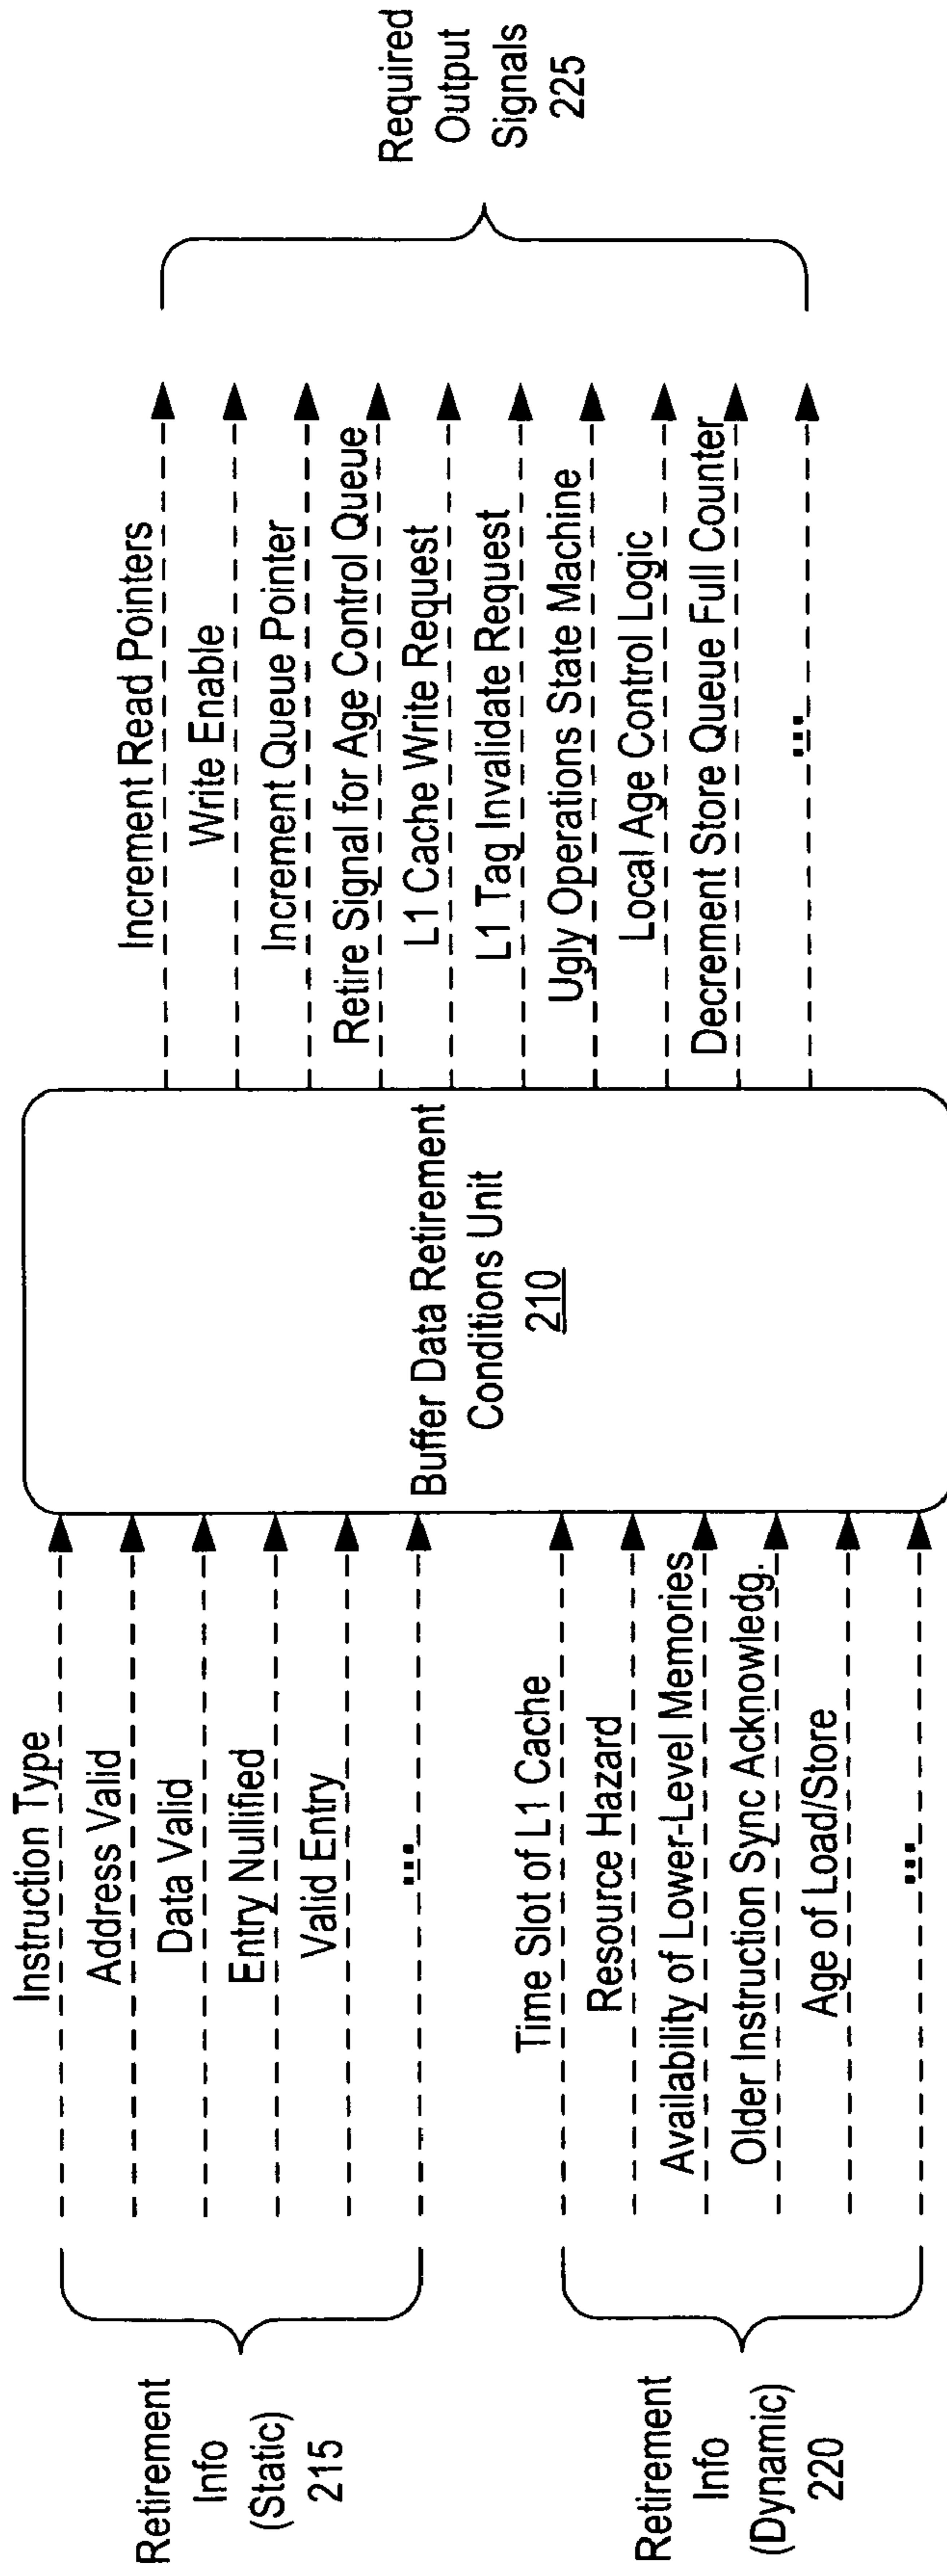 Retirement
Info
(Static)
215
Instruction Type
Address Valid
Data Valid
Entry Nullified
Valid Entry
...
Retirement
Info
(Dynamic)
220
Time Slot of L1 Cache
Resource Hazard
Availability of Lower-Level Memories
Older Instruction Sync Acknowledg.
Age of Load/Store
...
Buffer Data Retirement
Conditions Unit
210
Increment Read Pointers
Write Enable
Increment Queue Pointer
Retire Signal for Age Control Queue
L1 Cache Write Request
L1 Tag Invalidate Request
Ugly Operations State Machine
Local Age Control Logic
Decrement Store Queue Full Counter
...
Required
Output
Signals
225